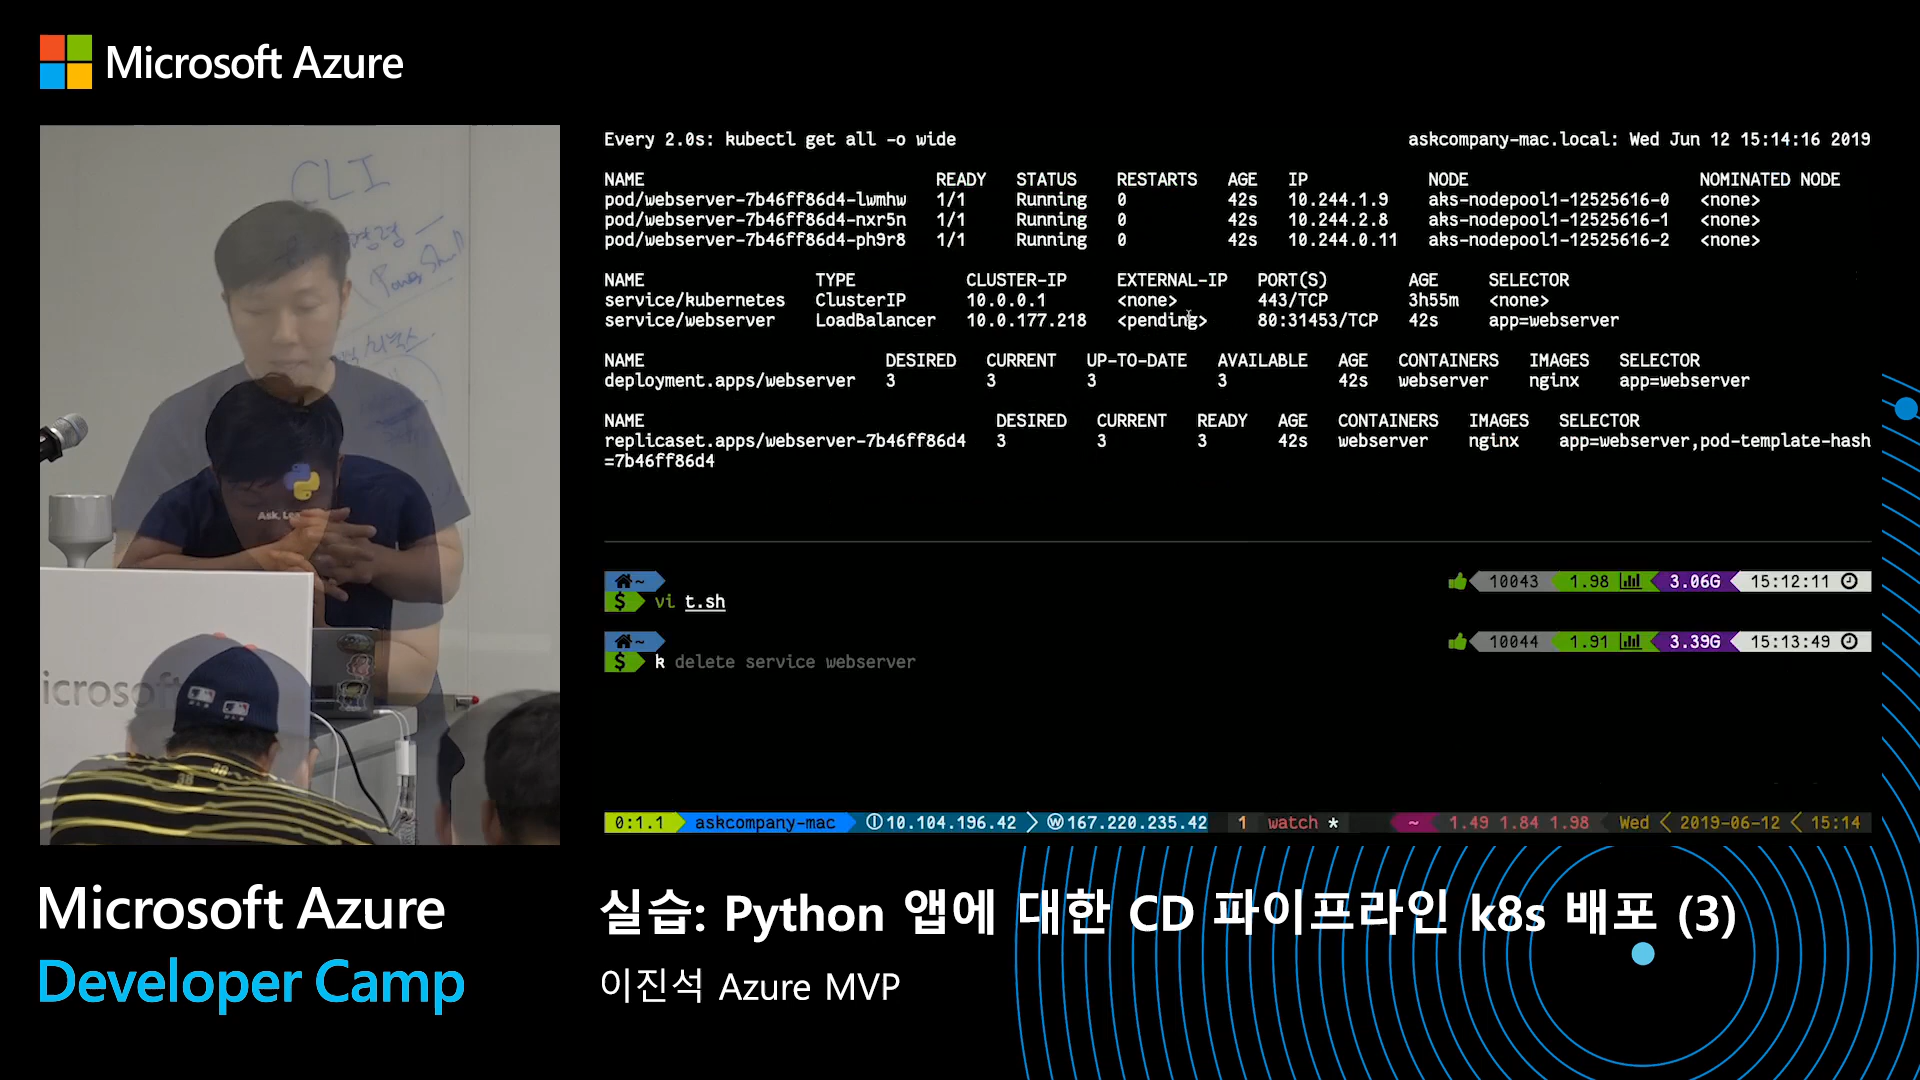 Microsoft Azure
CLI
Every 2.0s: kubectl get all -o wide askcompany-mac.local: Wed Jun 12 15:14:16 2019
NAME READY STATUS RESTARTS AGE IP NODE NOMINATED NODE
pod/webserver-7b46ff86d4-lwmhw 1/1 Running 0 42s 10.244.1.9 aks-nodepool1-12525616-0 <none>
pod/webserver-7b46ff86d4-nxr5n 1/1 Running 0 42s 10.244.2.8 aks-nodepool1-12525616-1 <none>
pod/webserver-7b46ff86d4-ph9r8 1/1 Running 0 42s 10.244.0.11 aks-nodepool1-12525616-2 <none>
NAME TYPE CLUSTER-IP EXTERNAL-IP PORT(S) AGE SELECTOR
service/kubernetes ClusterIP 10.0.0.1 <none> 443/TCP 3h55m <none>
service/webserver LoadBalancer 10.0.177.218 <pending> 80:31453/TCP 42s app=webserver
NAME DESIRED CURRENT UP-TO-DATE AVAILABLE AGE CONTAINERS IMAGES SELECTOR
deployment.apps/webserver 3 3 3 3 42s webserver nginx app=webserver
NAME DESIRED CURRENT READY AGE CONTAINERS IMAGES SELECTOR
replicaset.apps/webserver-7b46ff86d4 3 3 3 42s webserver nginx app=webserver,pod-template-hash
=7b46ff86d4
~ 10043 1.98 3.06G 15:12:11
$ vi t.sh
~ 10044 1.91 3.39G 15:13:49
$ k delete service webserver
0:1.1 askcompany-mac 10.104.196.42 167.220.235.42 1 watch * ~ 1.49 1.84 1.98 Wed 2019-06-12 15:14
Microsoft Azure
Developer Camp
실습: Python 앱에 대한 CD 파이프라인 k8s 배포 (3)
이진석 Azure MVP